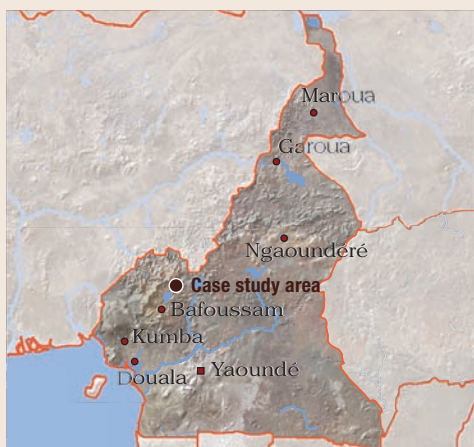 Maroua
Garoua
Ngaoundéré
Case study area
Bafoussam
Kumba
Douala
Yaoundé